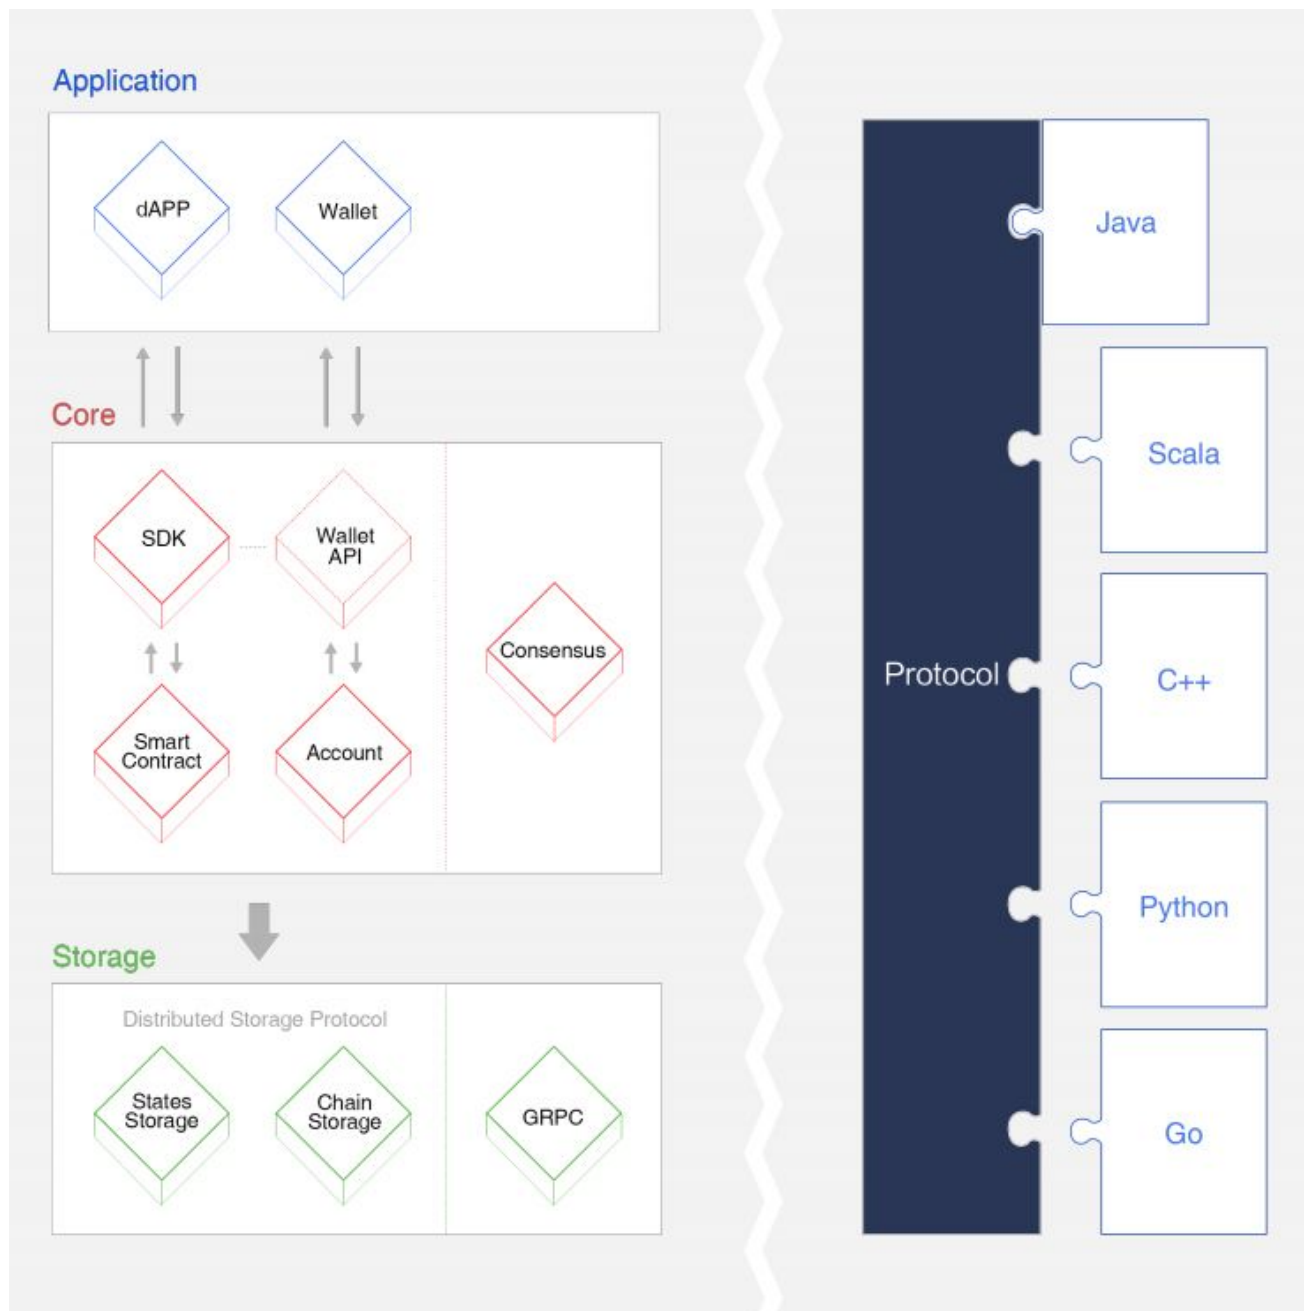 Application
dAPP
Wallet
Core
SDK
Wallet
API
Consensus
Smart
Contract
Account
Storage
Distributed Storage Protocol
States
Storage
Chain
Storage
GRPC
Protocol
Java
Scala
C++
Python
Go